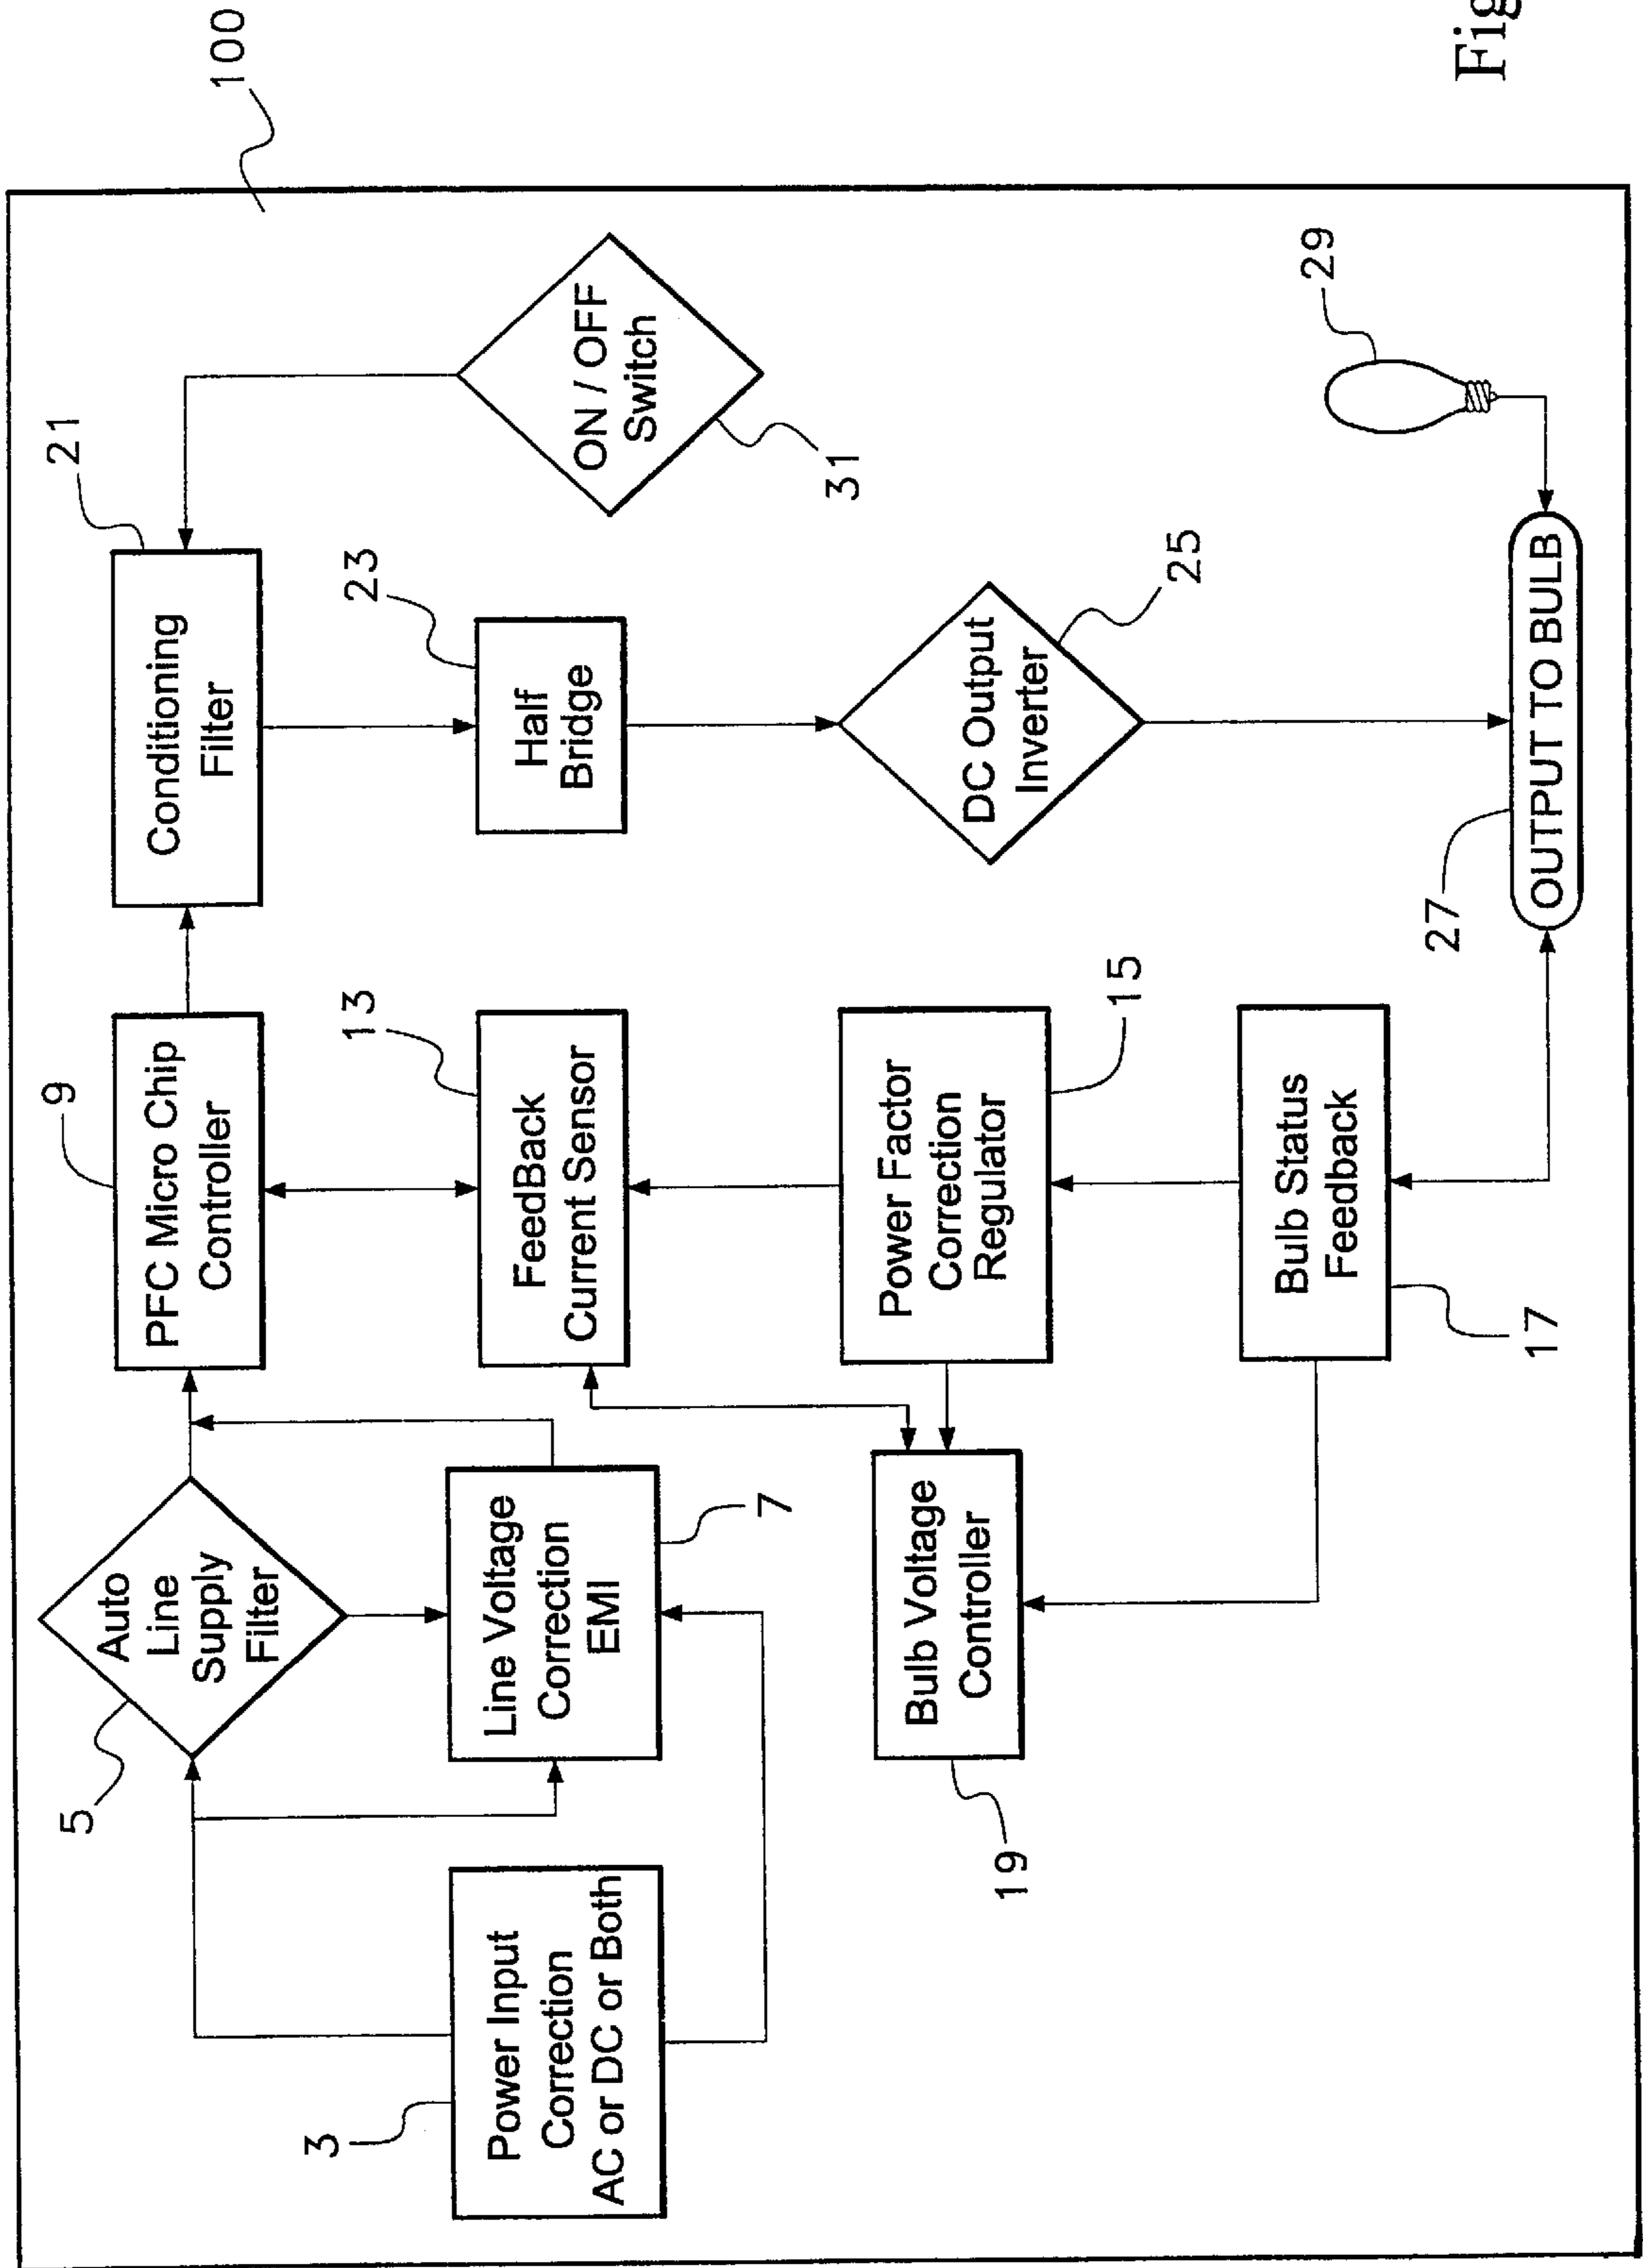 100
5
Auto
Line
Supply
Filter
9
PFC Micro Chip
Controller
21
Conditioning
Filter
3
Power Input
Correction
AC or DC or Both
Line Voltage
Correction
EMI
7
13
FeedBack
Current Sensor
23
Half
Bridge
ON / OFF
Switch
31
19
Bulb Voltage
Controller
Power Factor
Correction
Regulator
15
DC Output
Inverter
25
17
Bulb Status
Feedback
27
OUTPUT TO BULB
29
Fig